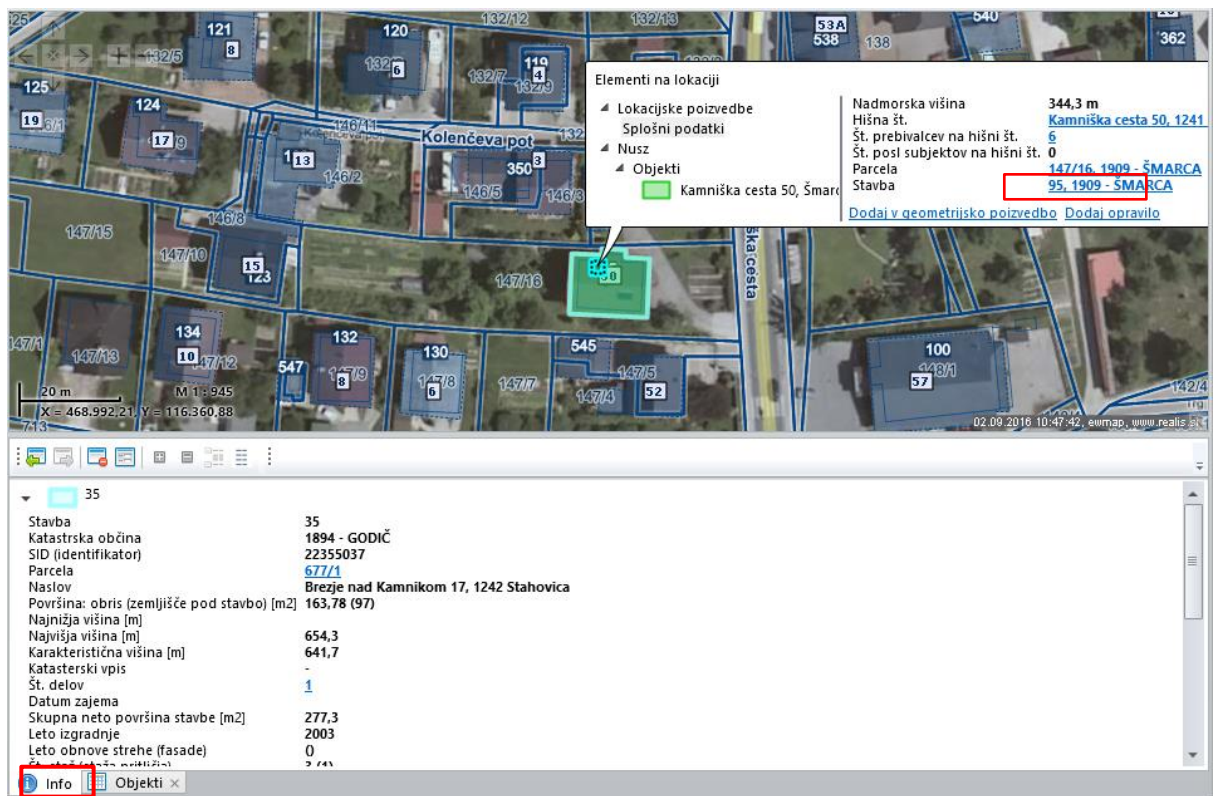 132/12
132/13
53A
540
121
120
538
138
362
8
132/5
6
132/7
119
4
132/9
125
124
19
17
Kolenčeva pot
146/11
Kolenčeva pot
13
350
3
146/2
146/5
146/3
146/8
147/15
147/10
15
123
147/16
134
10
147/12
147/1
147/13
132
547
147/9
8
130
147/8
6
545
147/7
147/5
147/4
52
100
148/1
57
142/4
20 m
M 1 : 945
X = 468.992,21, Y = 116.360,88
713
02.09.2016 10:47:42, ewmap, www.realis.si
Elementi na lokaciji
Lokacijske poizvedbe
Splošni podatki
Nusz
Objekti
Kamniška cesta 50, Šmarc
Nadmorska višina 344,3 m
Hišna št. Kamniška cesta 50, 1241
Št. prebivalcev na hišni št. 6
Št. posl subjektov na hišni št. 0
Parcela 147/16, 1909 - ŠMARCA
Stavba 95, 1909 - ŠMARCA
Dodaj v geometrijsko poizvedbo Dodaj opravilo
ška cesta
35
Stavba 35
Katastrska občina 1894 - GODIČ
SID (identifikator) 22355037
Parcela 677/1
Naslov Brezje nad Kamnikom 17, 1242 Stahovica
Površina: obris (zemljišče pod stavbo) [m2] 163,78 (97)
Najnižja višina [m]
Najvišja višina [m] 654,3
Karakteristična višina [m] 641,7
Katasterski vpis -
Št. delov 1
Datum zajema
Skupna neto površina stavbe [m2] 277,3
Leto izgradnje 2003
Leto obnove strehe (fasade) ()
Št. etaž (etaža pritličja) 3 (1)
Info Objekti ×